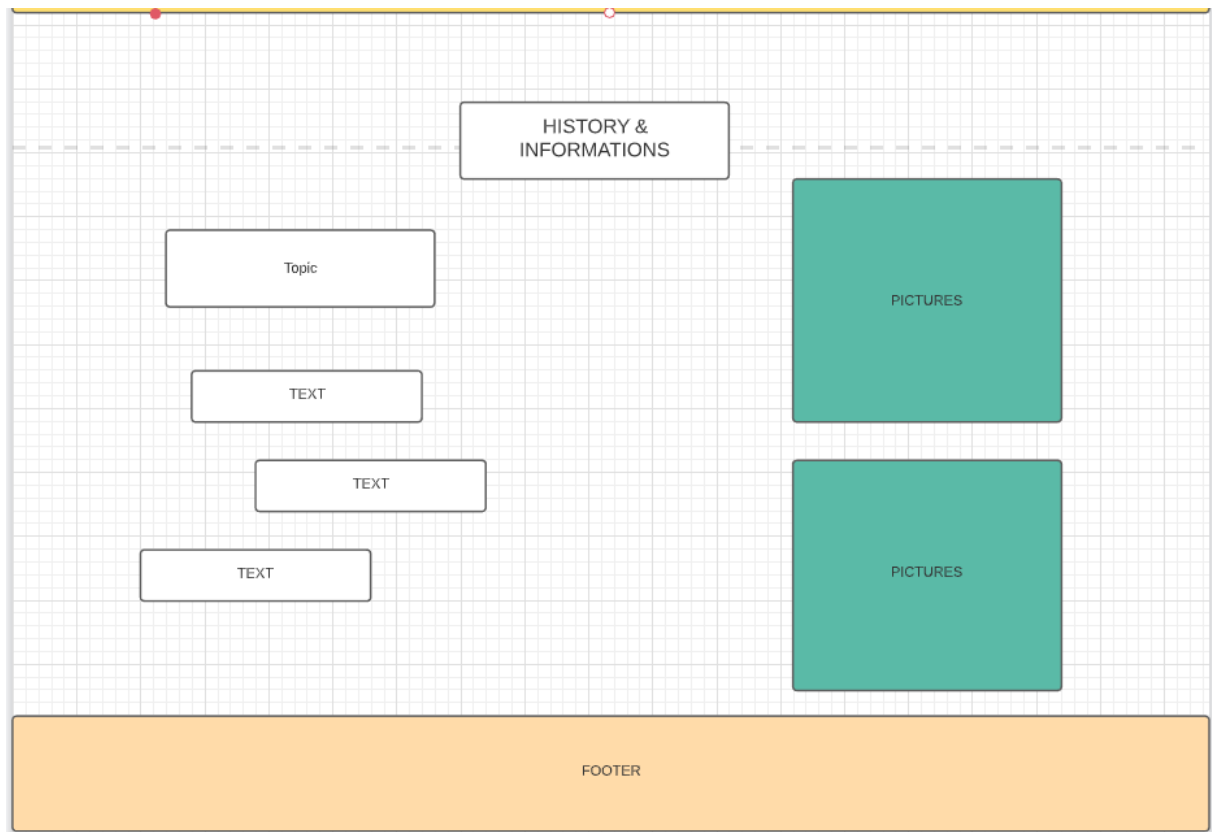 HISTORY &
INFORMATIONS
Topic
PICTURES
TEXT
TEXT
TEXT
PICTURES
FOOTER